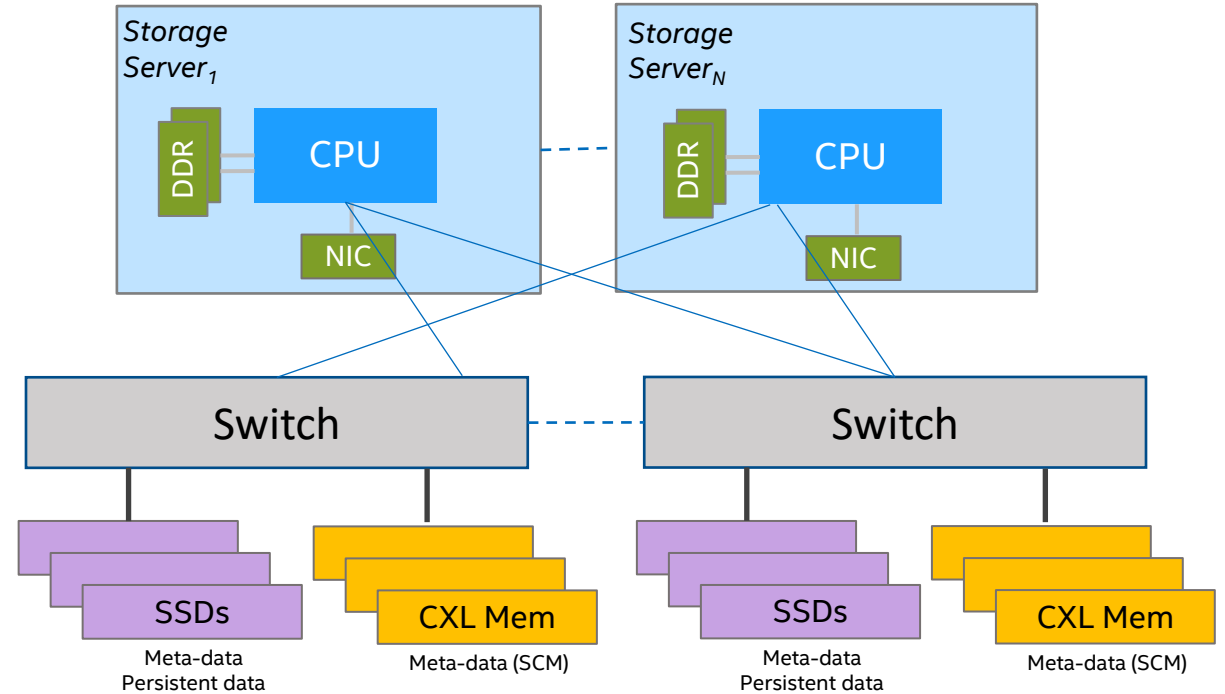 Storage
Server1
DDR
CPU
NIC
Storage
ServerN
DDR
CPU
NIC
Switch
Switch
SSDs
CXL Mem
SSDs
CXL Mem
Meta-data
Persistent data
Meta-data (SCM)
Meta-data
Persistent data
Meta-data (SCM)